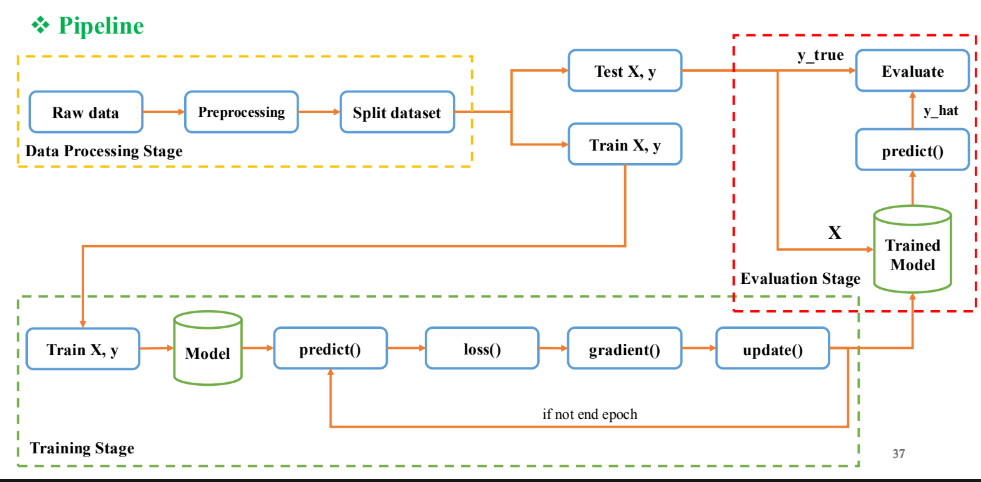 ❖ Pipeline
Raw data
Preprocessing
Split dataset
Data Processing Stage
Test X, y
Train X, y
y_true
Evaluate
y_hat
predict()
X
Trained
Model
Evaluation Stage
Train X, y
Model
predict()
loss()
gradient()
update()
if not end epoch
Training Stage
37